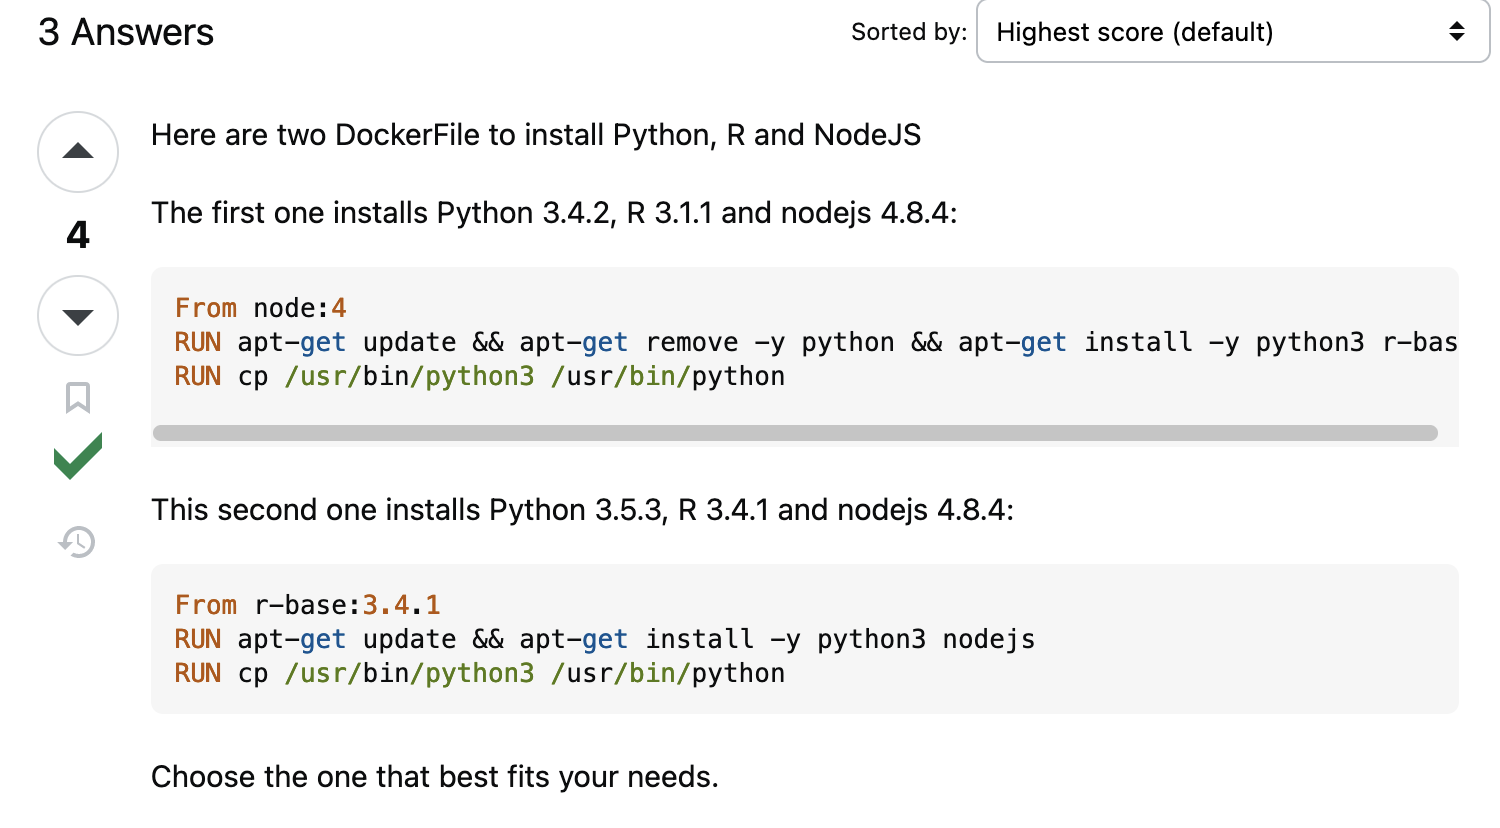 3 Answers
Sorted by: Highest score (default)
Here are two DockerFile to install Python, R and NodeJS
The first one installs Python 3.4.2, R 3.1.1 and nodejs 4.8.4:
4
From node:4
RUN apt-get update && apt-get remove -y python && apt-get install -y python3 r-bas
RUN cp /usr/bin/python3 /usr/bin/python
This second one installs Python 3.5.3, R 3.4.1 and nodejs 4.8.4:
From r-base:3.4.1
RUN apt-get update && apt-get install -y python3 nodejs
RUN cp /usr/bin/python3 /usr/bin/python
Choose the one that best fits your needs.